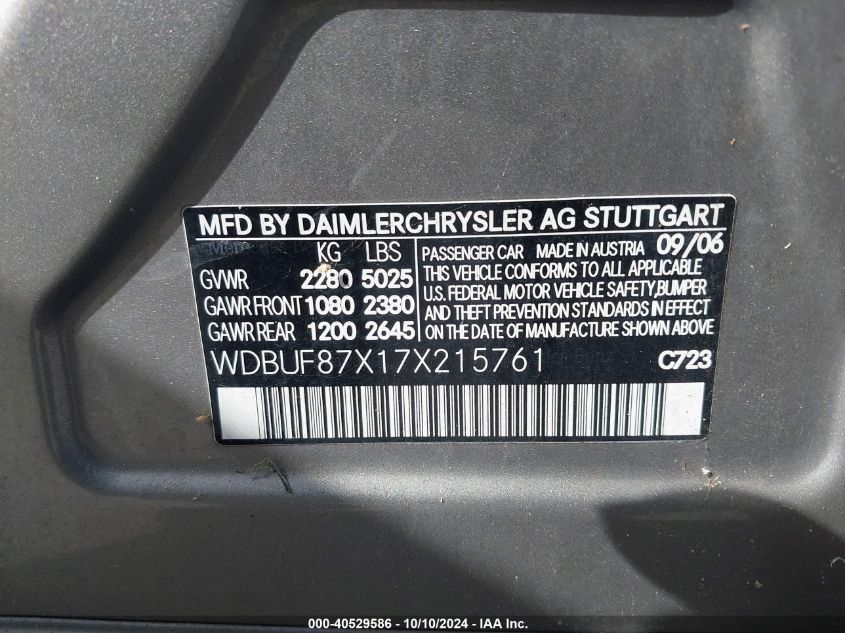 MFD BY DAIMLERCHRYSLER AG STUTTGART
KG LBS
GVWR 2280 5025
GAWR FRONT 1080 2380
GAWR REAR 1200 2645
PASSENGER CAR MADE IN AUSTRIA 09/06
THIS VEHICLE CONFORMS TO ALL APPLICABLE
U.S. FEDERAL MOTOR VEHICLE SAFETY, BUMPER
AND THEFT PREVENTION STANDARDS IN EFFECT
ON THE DATE OF MANUFACTURE SHOWN ABOVE
WDBUF87X17X215761 C723
000-40529586 - 10/10/2024 - IAA Inc.